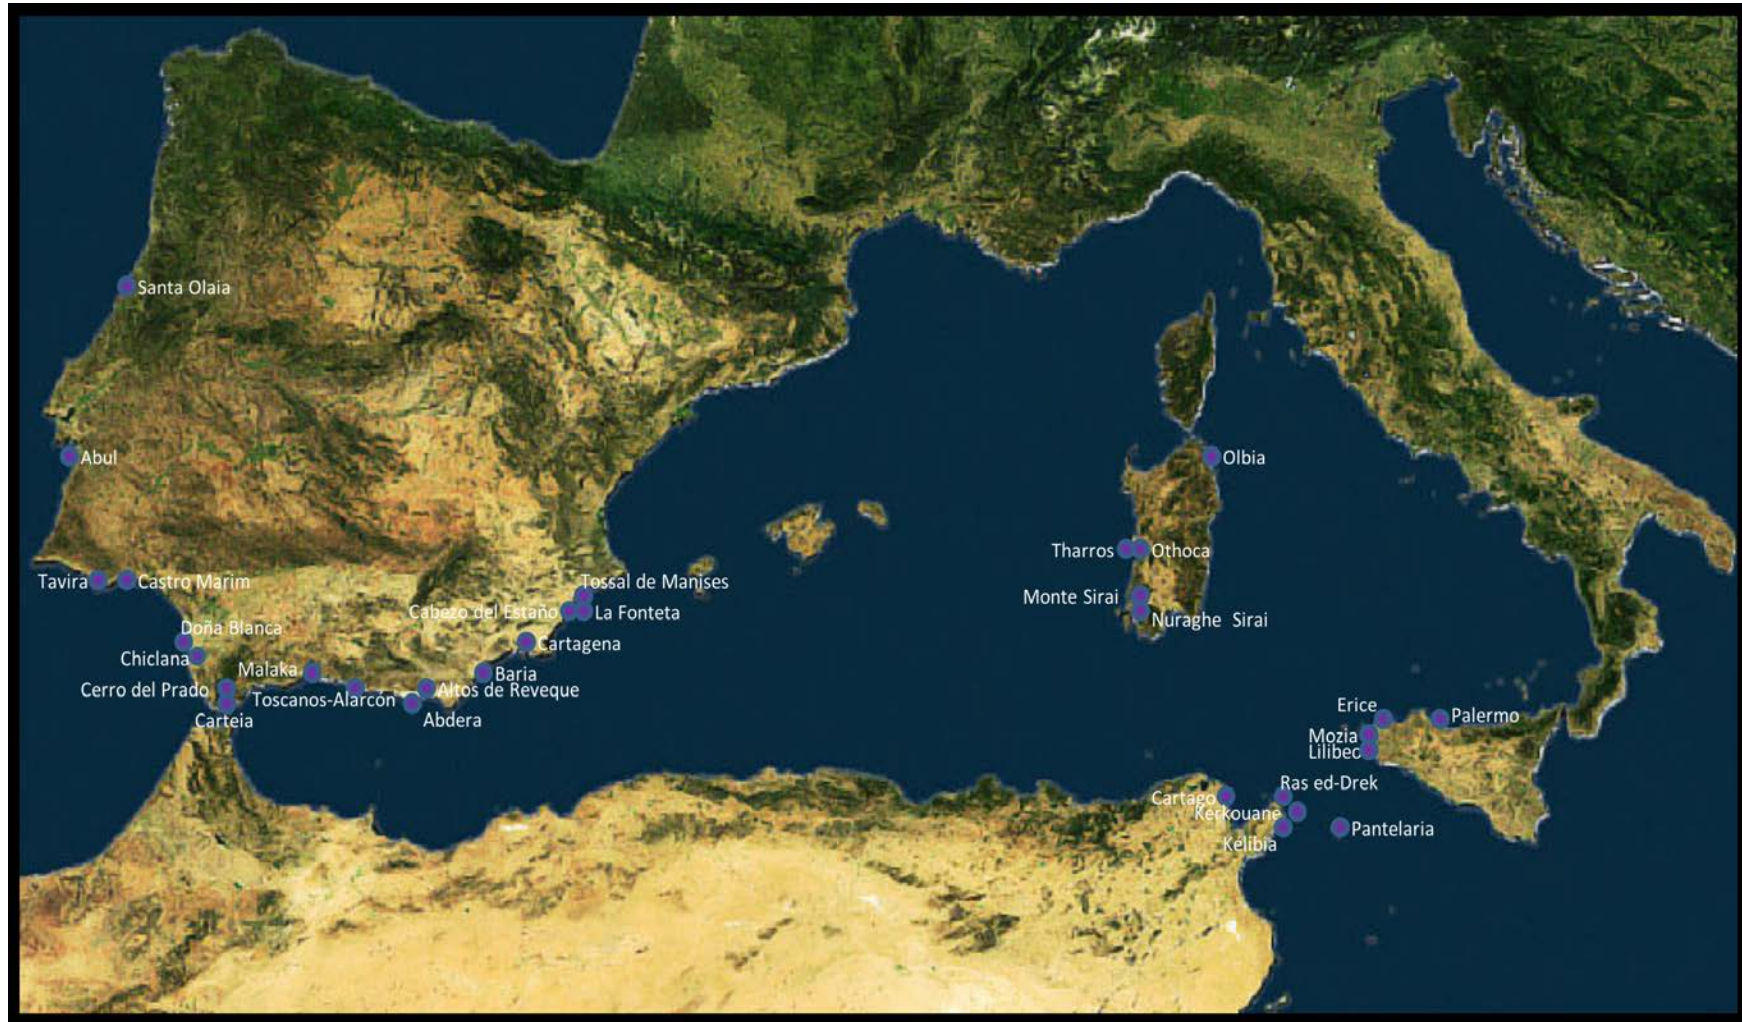 Santa Olaia
Abul
Olbia
Tharros
Othoca
Tavira
Castro Marim
Tossal de Manises
Monte Sirai
Cabezo del Estaño
La Fonteta
Nuraghe Sirai
Doña Blanca
Cartagena
Chiclana
Malaka
Baria
Cerro del Prado
Altos de Reveque
Toscanos-Alarcón
Carteia
Abdera
Erice
Palermo
Mozia
Lilibeo
Ras ed-Drek
Cartago
Kerkouane
Pantelaria
Kélibia